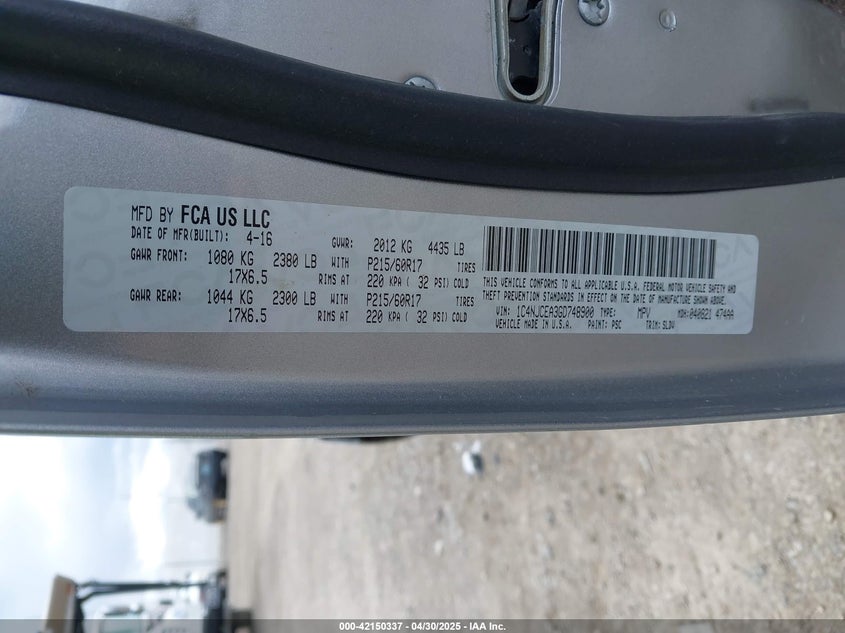 MFD BY FCA US LLC
DATE OF MFR(BUILT): 4-16 GVWR: 2012 KG 4435 LB
GAWR FRONT: 1080 KG 2380 LB WITH P215/60R17 TIRES
17X6.5 RIMS AT 220 KPA ( 32 PSI) COLD
GAWR REAR: 1044 KG 2300 LB WITH P215/60R17 TIRES
17X6.5 RIMS AT 220 KPA ( 32 PSI) COLD
THIS VEHICLE CONFORMS TO ALL APPLICABLE U.S.A. FEDERAL MOTOR VEHICLE SAFETY AND
THEFT PREVENTION STANDARDS IN EFFECT ON THE DATE OF MANUFACTURE SHOWN ABOVE.
VIN: 1C4NJCEA3GD748900 TYPE: MPV MDH:040621 474AA
VEHICLE MADE IN U.S.A. PAINT: PSC TRIM: SLDV
000-42150337 - 04/30/2025 - IAA Inc.